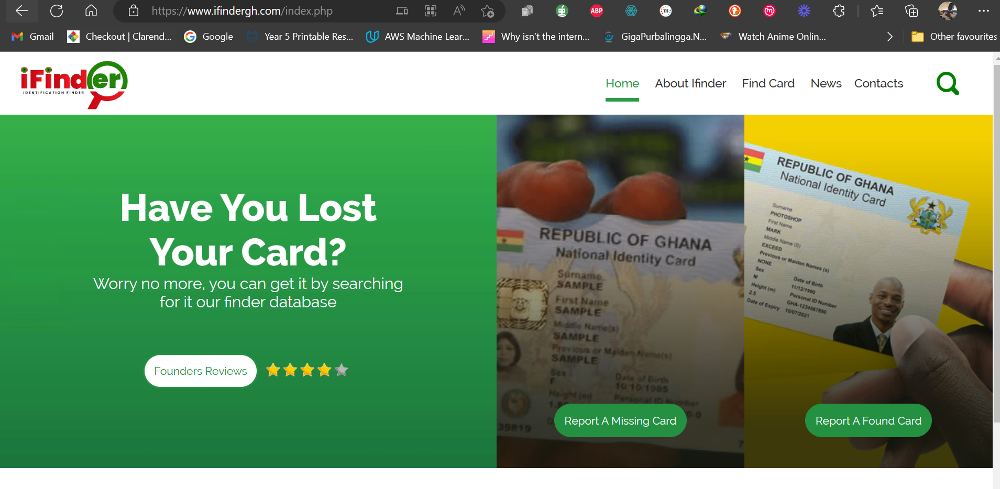 https://www.ifindergh.com/index.php
ABP
Gmail
Checkout | Clarend...
Google
Year 5 Printable Res...
AWS Machine Lear...
Why isn't the intern...
GigaPurbalingga.N...
Watch Anime Onlin...
Other favourites
iFinder
IDENTIFICATION FINDER
Home
About Ifinder
Find Card
News
Contacts
Have You Lost
Your Card?
Worry no more, you can get it by searching
for it our finder database
Founders Reviews
REPUBLIC OF GHANA
National Identity Card
Surname
SAMPLE
First Name
SAMPLE
Middle Name(s)
SAMPLE
Previous or Maiden Name(s)
SAMPLE
Sex
F
Date of Birth
10/10/1985
Height (m)
Personal ID Number
39819
Report A Missing Card
REPUBLIC OF GHANA
National Identity Card
Surname
PHOTOSHOP
First Name
MARK
Middle Name (S)
EXCEED
Previous or Maiden Names (s)
NONE
Sex
M
Date of Birth
11/12/1990
Height (m)
2.5
Personal ID Number
GHA-1234567890
Date of Expiry
10/07/2021
Report A Found Card